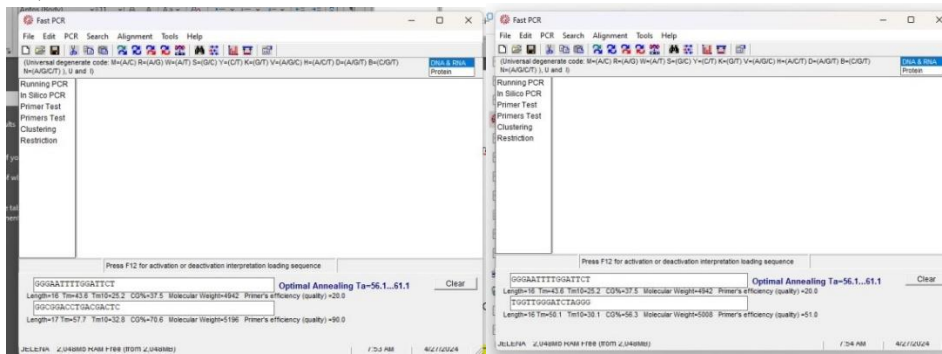 Fast PCR
File Edit PCR Search Alignment Tools Help
(Universal degenerate code: M=(A/C) R=(A/G) W=(A/T) S=(G/C) Y=(C/T) K=(G/T) V=(A/G/C) H=(A/C/T) D=(A/G/T) B=(C/G/T)
N=(A/G/C/T) ), U and I)
DNA & RNA
Protein
Running PCR
In Silico PCR
Primer Test
Primers Test
Clustering
Restriction
Press F12 for activation or deactivation interpretation loading sequence
GGGAATTTTGGATTCT
Optimal Annealing Ta=56.1...61.1
Clear
Length=16 Tm=43.6 Tm10=25.2 CG%=37.5 Molecular Weight=4942 Primer's efficiency (quality) =20.0
GGCGGACCTGACGACTC
Length=17 Tm=57.7 Tm10=32.8 CG%=70.6 Molecular Weight=5196 Primer's efficiency (quality) =90.0
JELENA 2,048Mb RAM Free (from 2,048MB)
7:53 AM
4/27/2024
Fast PCR
File Edit PCR Search Alignment Tools Help
(Universal degenerate code: M=(A/C) R=(A/G) W=(A/T) S=(G/C) Y=(C/T) K=(G/T) V=(A/G/C) H=(A/C/T) D=(A/G/T) B=(C/G/T)
N=(A/G/C/T) ), U and I)
DNA & RNA
Protein
Running PCR
In Silico PCR
Primer Test
Primers Test
Clustering
Restriction
Press F12 for activation or deactivation interpretation loading sequence
GGGAATTTTGGATTCT
Optimal Annealing Ta=56.1...61.1
Clear
Length=16 Tm=43.6 Tm10=25.2 CG%=37.5 Molecular Weight=4942 Primer's efficiency (quality) =20.0
TGGTTGGGATCTAGGG
Length=16 Tm=50.1 Tm10=30.1 CG%=56.3 Molecular Weight=5008 Primer's efficiency (quality) =51.0
JELENA 2,048Mb RAM Free (from 2,048MB)
7:54 AM
4/27/2024